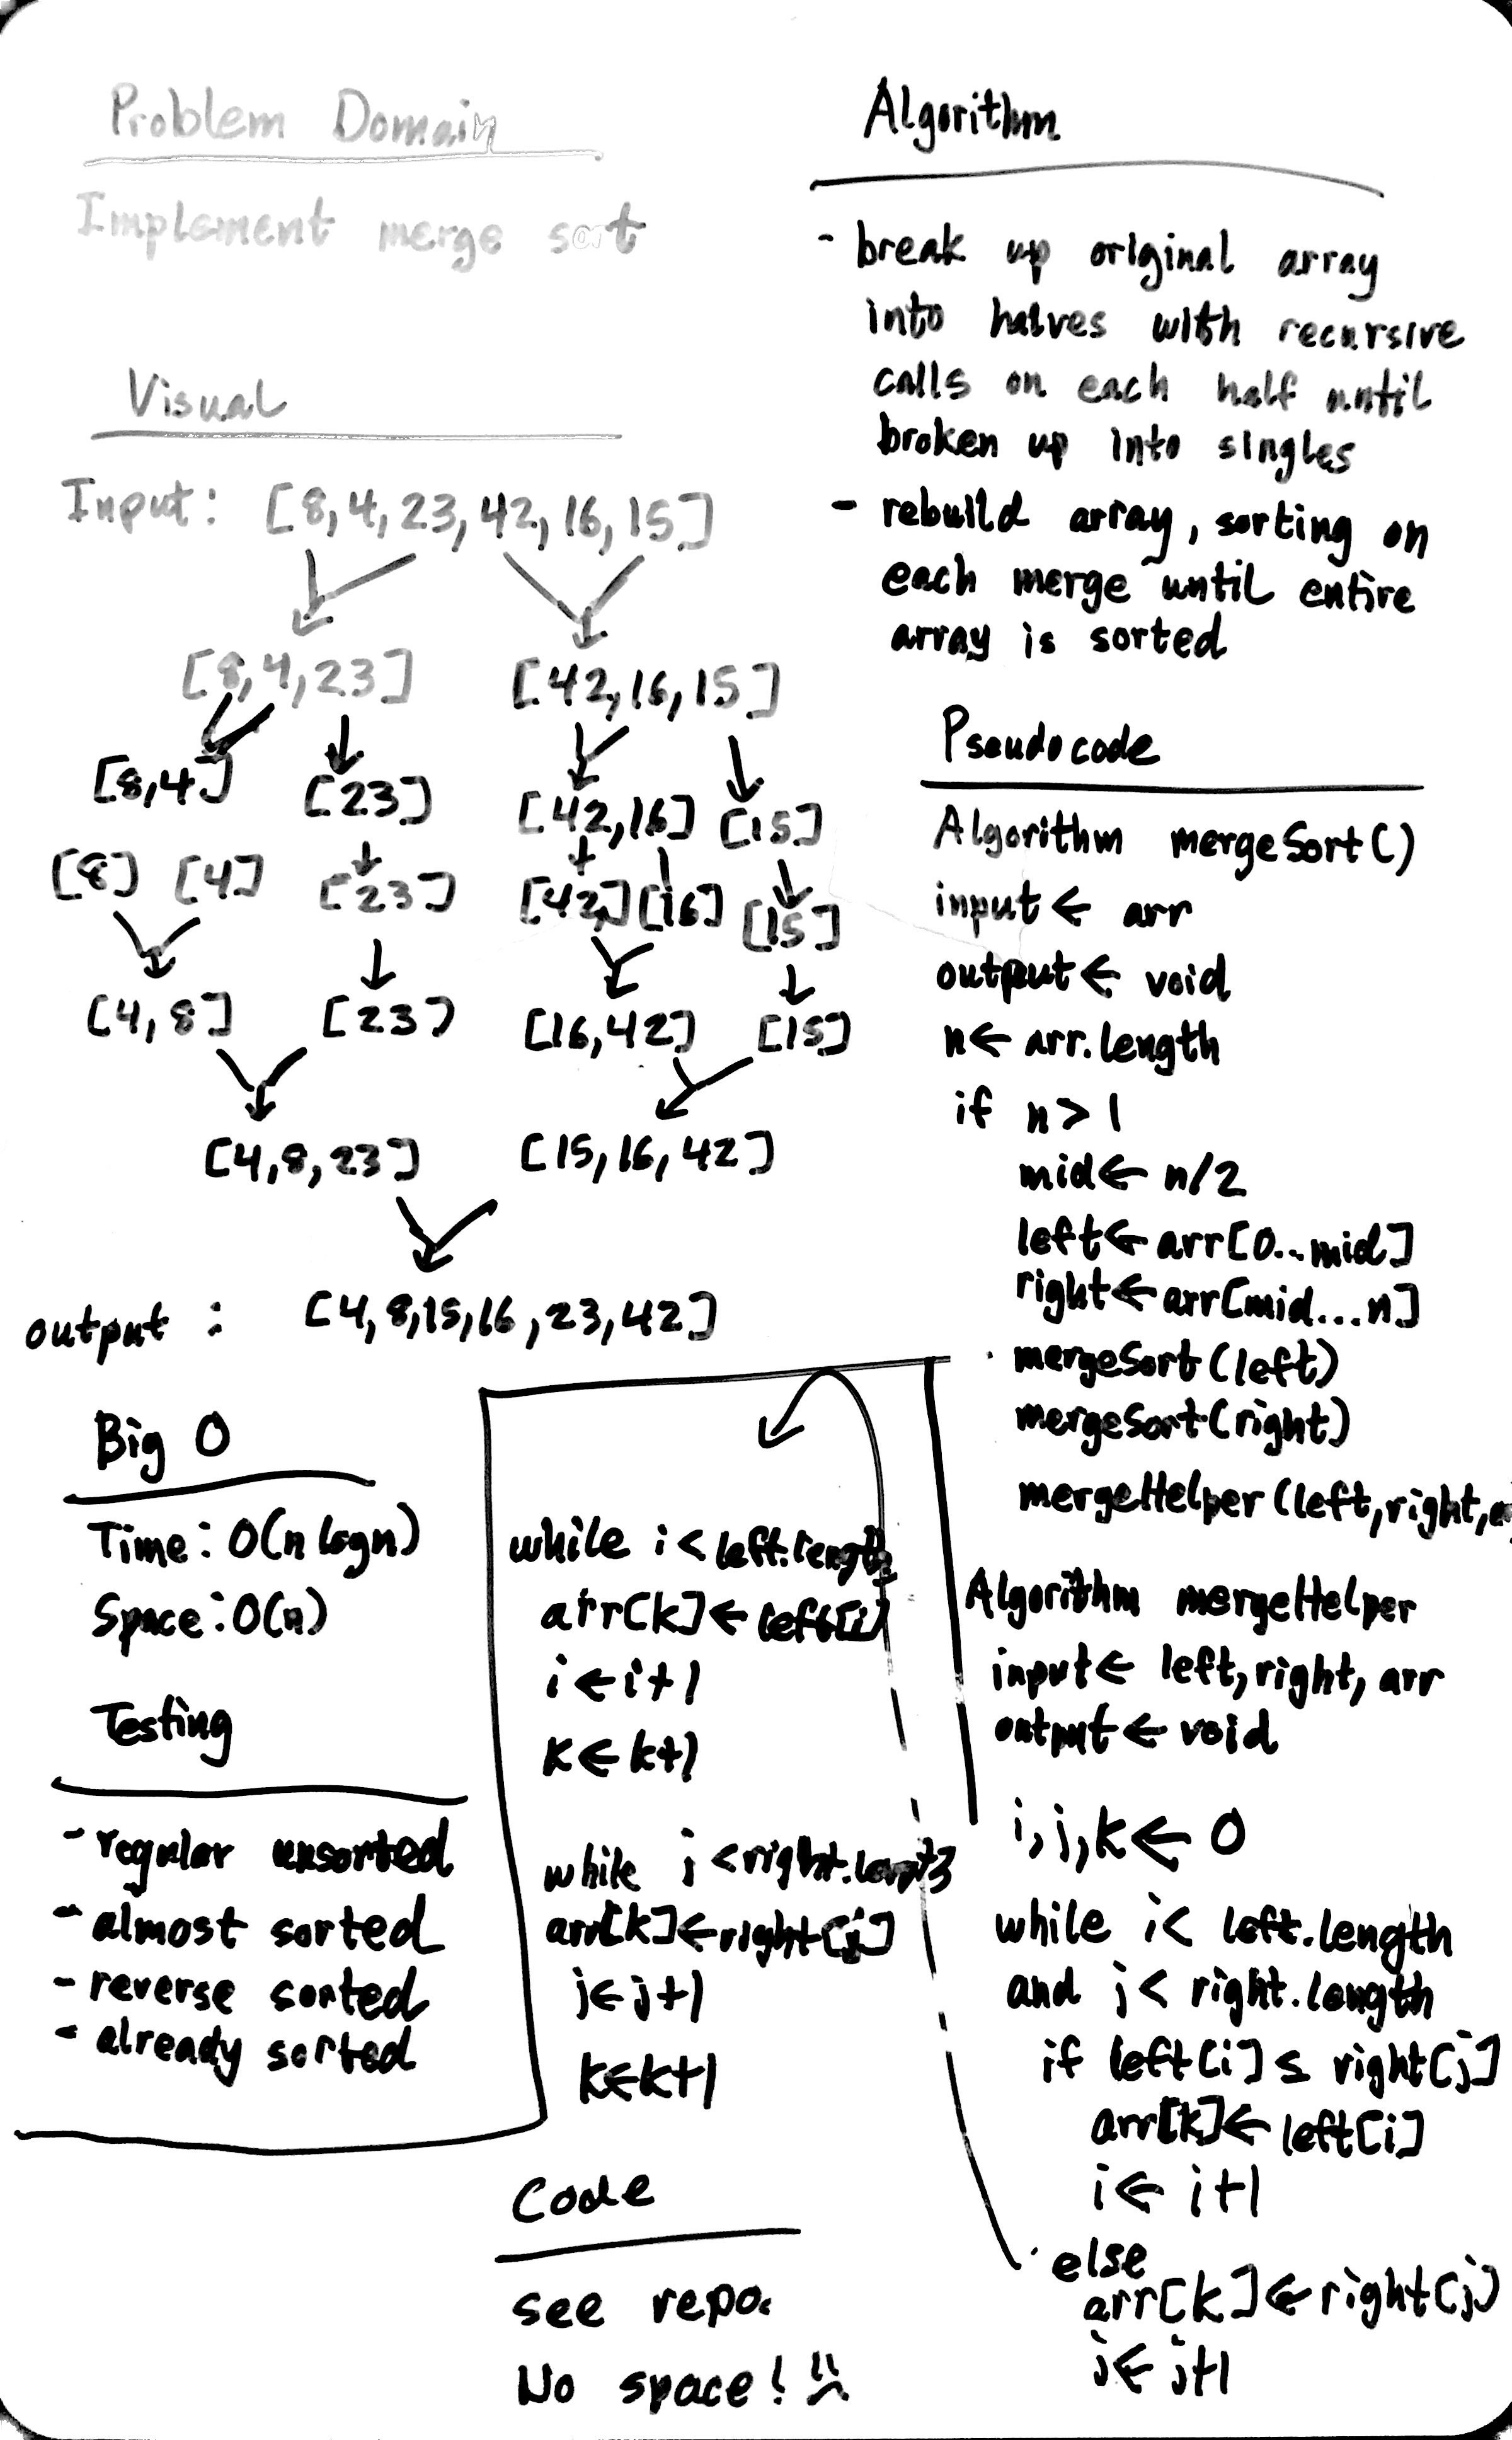 Problem Domain
Implement merge sort
Visual
Input: [8,4,23,42,16,15]
[8,4,23] [42,16,15]
[8,4] [23] [42,16] [15]
[8] [4] [23] [42] [16] [15]
[4,8] [23] [16,42] [15]
[4,8,23] [15,16,42]
output : [4,8,15,16,23,42]
Big O
Time: O(n logn)
Space: O(n)
Testing
- regular unsorted
- almost sorted
- reverse sorted
- already sorted
Algorithm
- break up original array
into halves with recursive
calls on each half until
broken up into singles
- rebuild array, sorting on
each merge until entire
array is sorted
Pseudocode
Algorithm mergeSort()
input ← arr
output ← void
n ← arr.length
if n > 1
mid ← n/2
left ← arr[0...mid]
right ← arr[mid...n]
mergeSort(left)
mergeSort(right)
mergeHelper(left,right,
Algorithm mergeHelper
input ← left, right, arr
output ← void
i,j,k ← 0
while i < left.length
and j < right.length
if left[i] ≤ right[j]
arr[k] ← left[i]
i ← i+1
else
arr[k] ← right[j]
j ← j+1
while i < left.length
arr[k] ← left[i]
i ← i+1
k ← k+1
while j < right.length
arr[k] ← right[j]
j ← j+1
k ← k+1
Code
see repo.
No space!